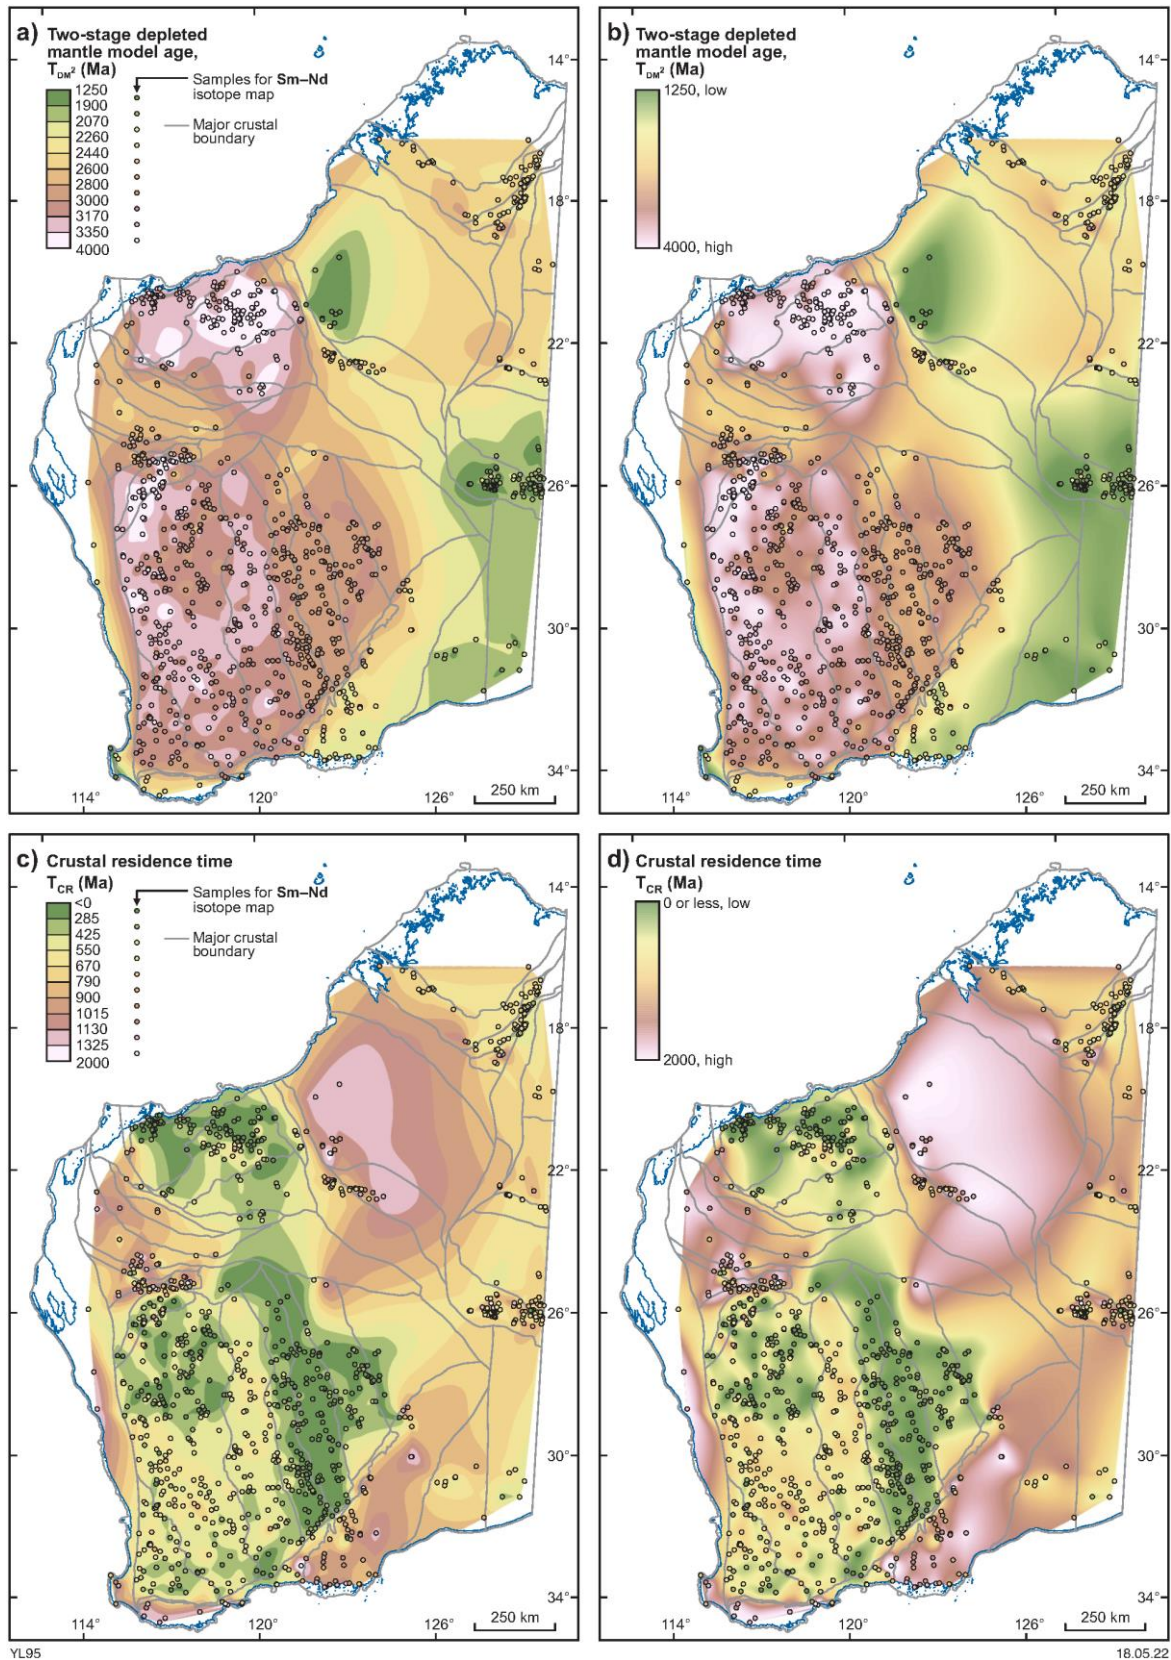 a) Two-stage depleted
mantle model age,
T_DM² (Ma)
1250
1900
2070
2260
2440
2600
2800
3000
3170
3350
4000
Samples for Sm–Nd
isotope map
Major crustal
boundary
14°
18°
22°
26°
30°
34°
114°
120°
126°
250 km
b) Two-stage depleted
mantle model age,
T_DM² (Ma)
1250, low
4000, high
14°
18°
22°
26°
30°
34°
114°
120°
126°
250 km
c) Crustal residence time
T_CR (Ma)
<0
285
425
550
670
790
900
1015
1130
1325
2000
Samples for Sm–Nd
isotope map
Major crustal
boundary
14°
18°
22°
26°
30°
34°
114°
120°
126°
250 km
d) Crustal residence time
T_CR (Ma)
0 or less, low
2000, high
14°
18°
22°
26°
30°
34°
114°
120°
126°
250 km
YL95
18.05.22